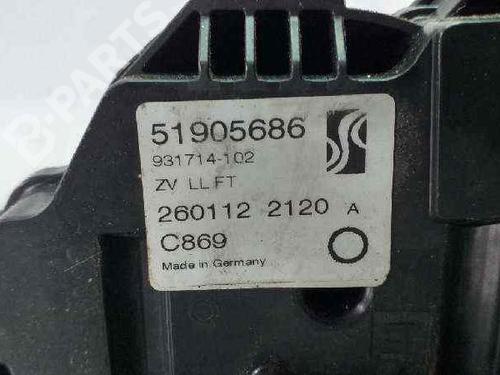 B-PARTS
51905686
931714-102
ZV LL FT
260112 2120 A
C869
Made in Germany